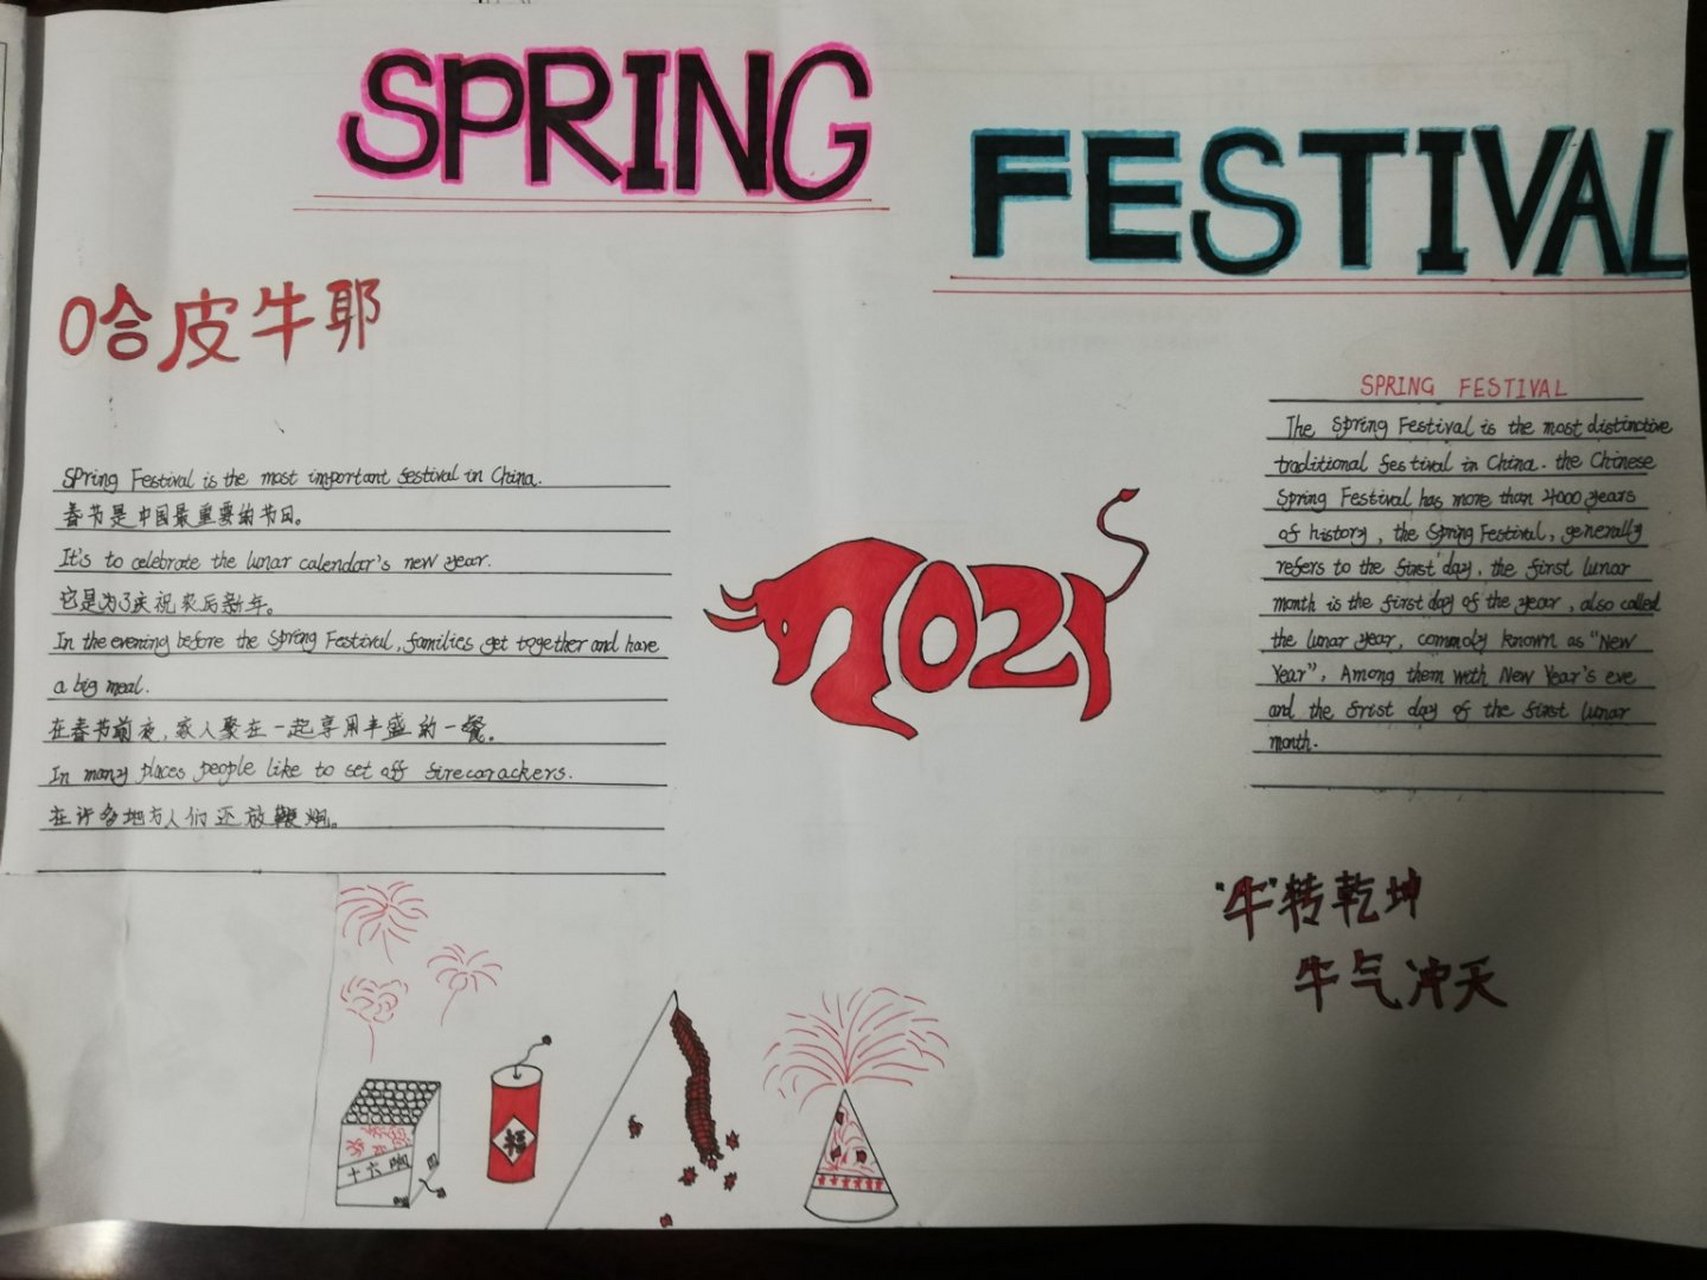 SPRING
FESTIVAL
哈皮牛耶
Spring Festival is the most important festival in China.
春节是中国最重要的节日。
It's to celebrate the lunar calendar's new year.
它是为了庆祝农历新年。
In the evening before the Spring Festival, families get together and have
a big meal.
在春节前夜，家人聚在一起享用丰盛的一餐。
In many places people like to set off firecrackers.
在许多地方人们还放鞭炮。
2021
SPRING FESTIVAL
The Spring Festival is the most distinctive
traditional festival in China. the Chinese
Spring Festival has more than 4000 years
of history, the Spring Festival, generally
refers to the first day, the first lunar
month is the first day of the year, also called
the lunar year, commoly known as "New
Year", Among them with New Year's eve
and the frist day of the first lunar
month.
"牛"转乾坤
牛气冲天
十六响
福